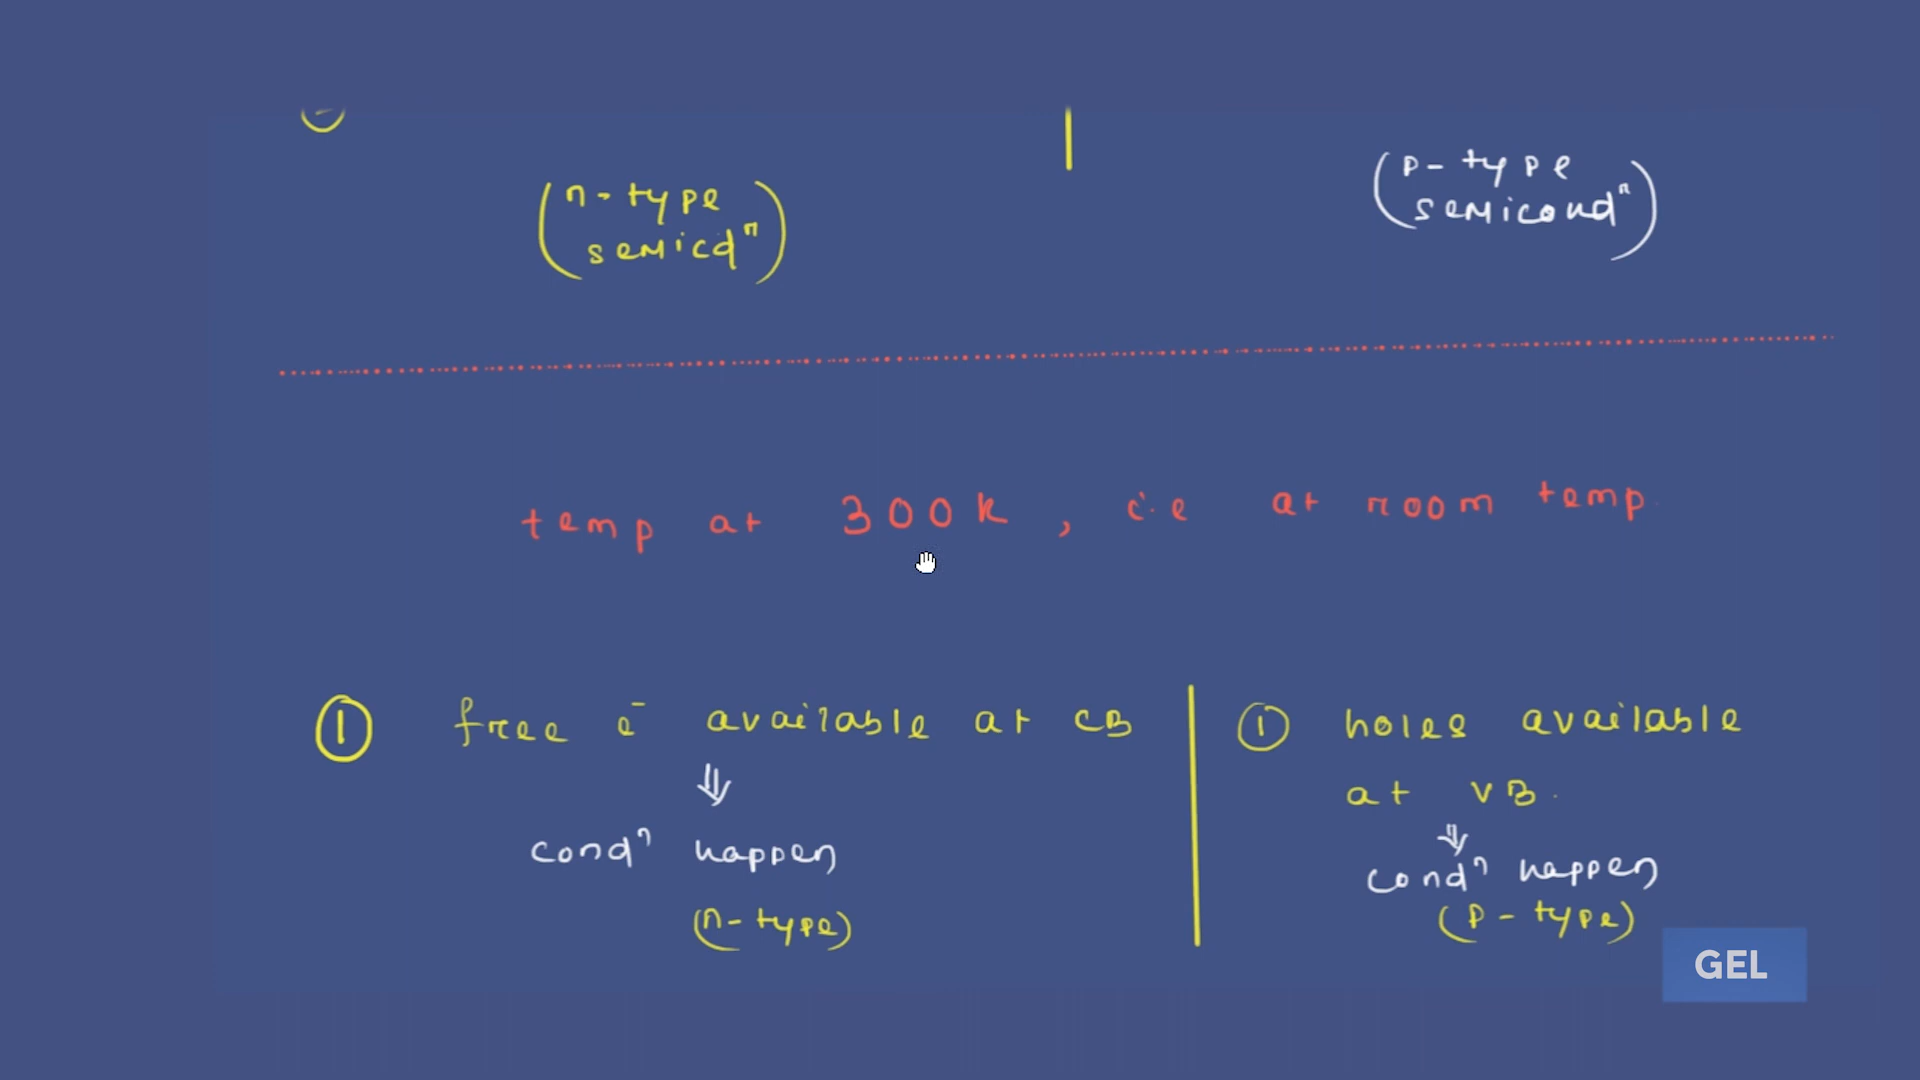 (n-type
semicdⁿ)
(p-type
semicondⁿ)
temp at 300k, i.e at room temp.
① free e⁻ available at CB
⇓
condⁿ happen
(n-type)
① holes available
at VB.
⇓
condⁿ happen
(P-type)
GEL